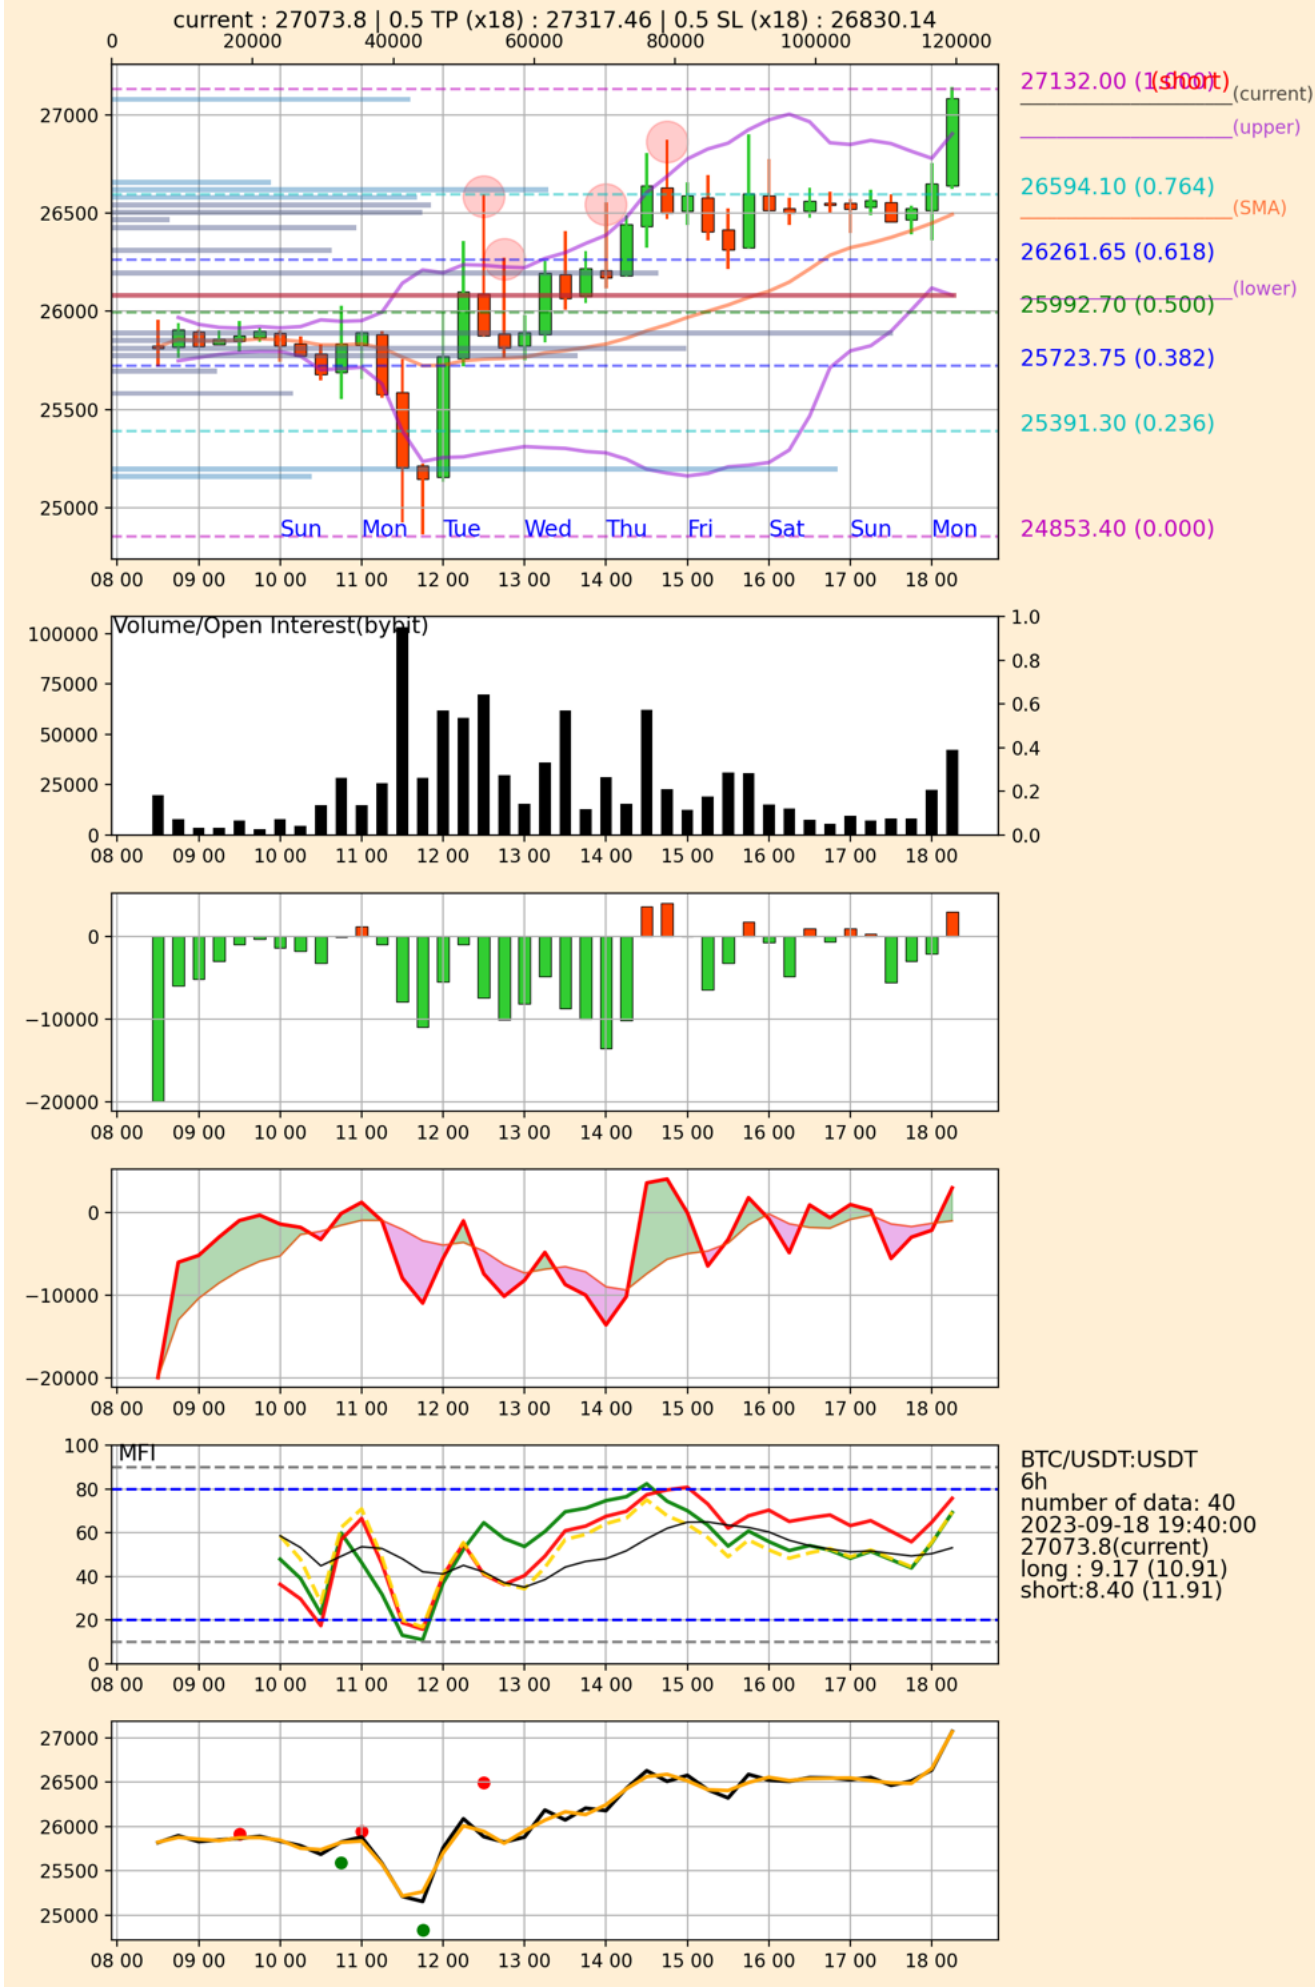 current : 27073.8 | 0.5 TP (x18) : 27317.46 | 0.5 SL (x18) : 26830.14
0 20000 40000 60000 80000 100000 120000
27132.00 (1.000)
(short)
(current)
27000
(upper)
26594.10 (0.764)
26500
(SMA)
26261.65 (0.618)
(lower)
26000
25992.70 (0.500)
25723.75 (0.382)
25500
25391.30 (0.236)
25000
Sun Mon Tue Wed Thu Fri Sat Sun Mon
24853.40 (0.000)
08 00 09 00 10 00 11 00 12 00 13 00 14 00 15 00 16 00 17 00 18 00
Volume/Open Interest(bybit)
1.0
100000
0.8
75000
0.6
50000
0.4
25000
0.2
0
0.0
08 00 09 00 10 00 11 00 12 00 13 00 14 00 15 00 16 00 17 00 18 00
0
−10000
−20000
08 00 09 00 10 00 11 00 12 00 13 00 14 00 15 00 16 00 17 00 18 00
0
−10000
−20000
08 00 09 00 10 00 11 00 12 00 13 00 14 00 15 00 16 00 17 00 18 00
MFI
100
80
60
40
20
0
08 00 09 00 10 00 11 00 12 00 13 00 14 00 15 00 16 00 17 00 18 00
BTC/USDT:USDT
6h
number of data: 40
2023-09-18 19:40:00
27073.8(current)
long : 9.17 (10.91)
short:8.40 (11.91)
27000
26500
26000
25500
25000
08 00 09 00 10 00 11 00 12 00 13 00 14 00 15 00 16 00 17 00 18 00